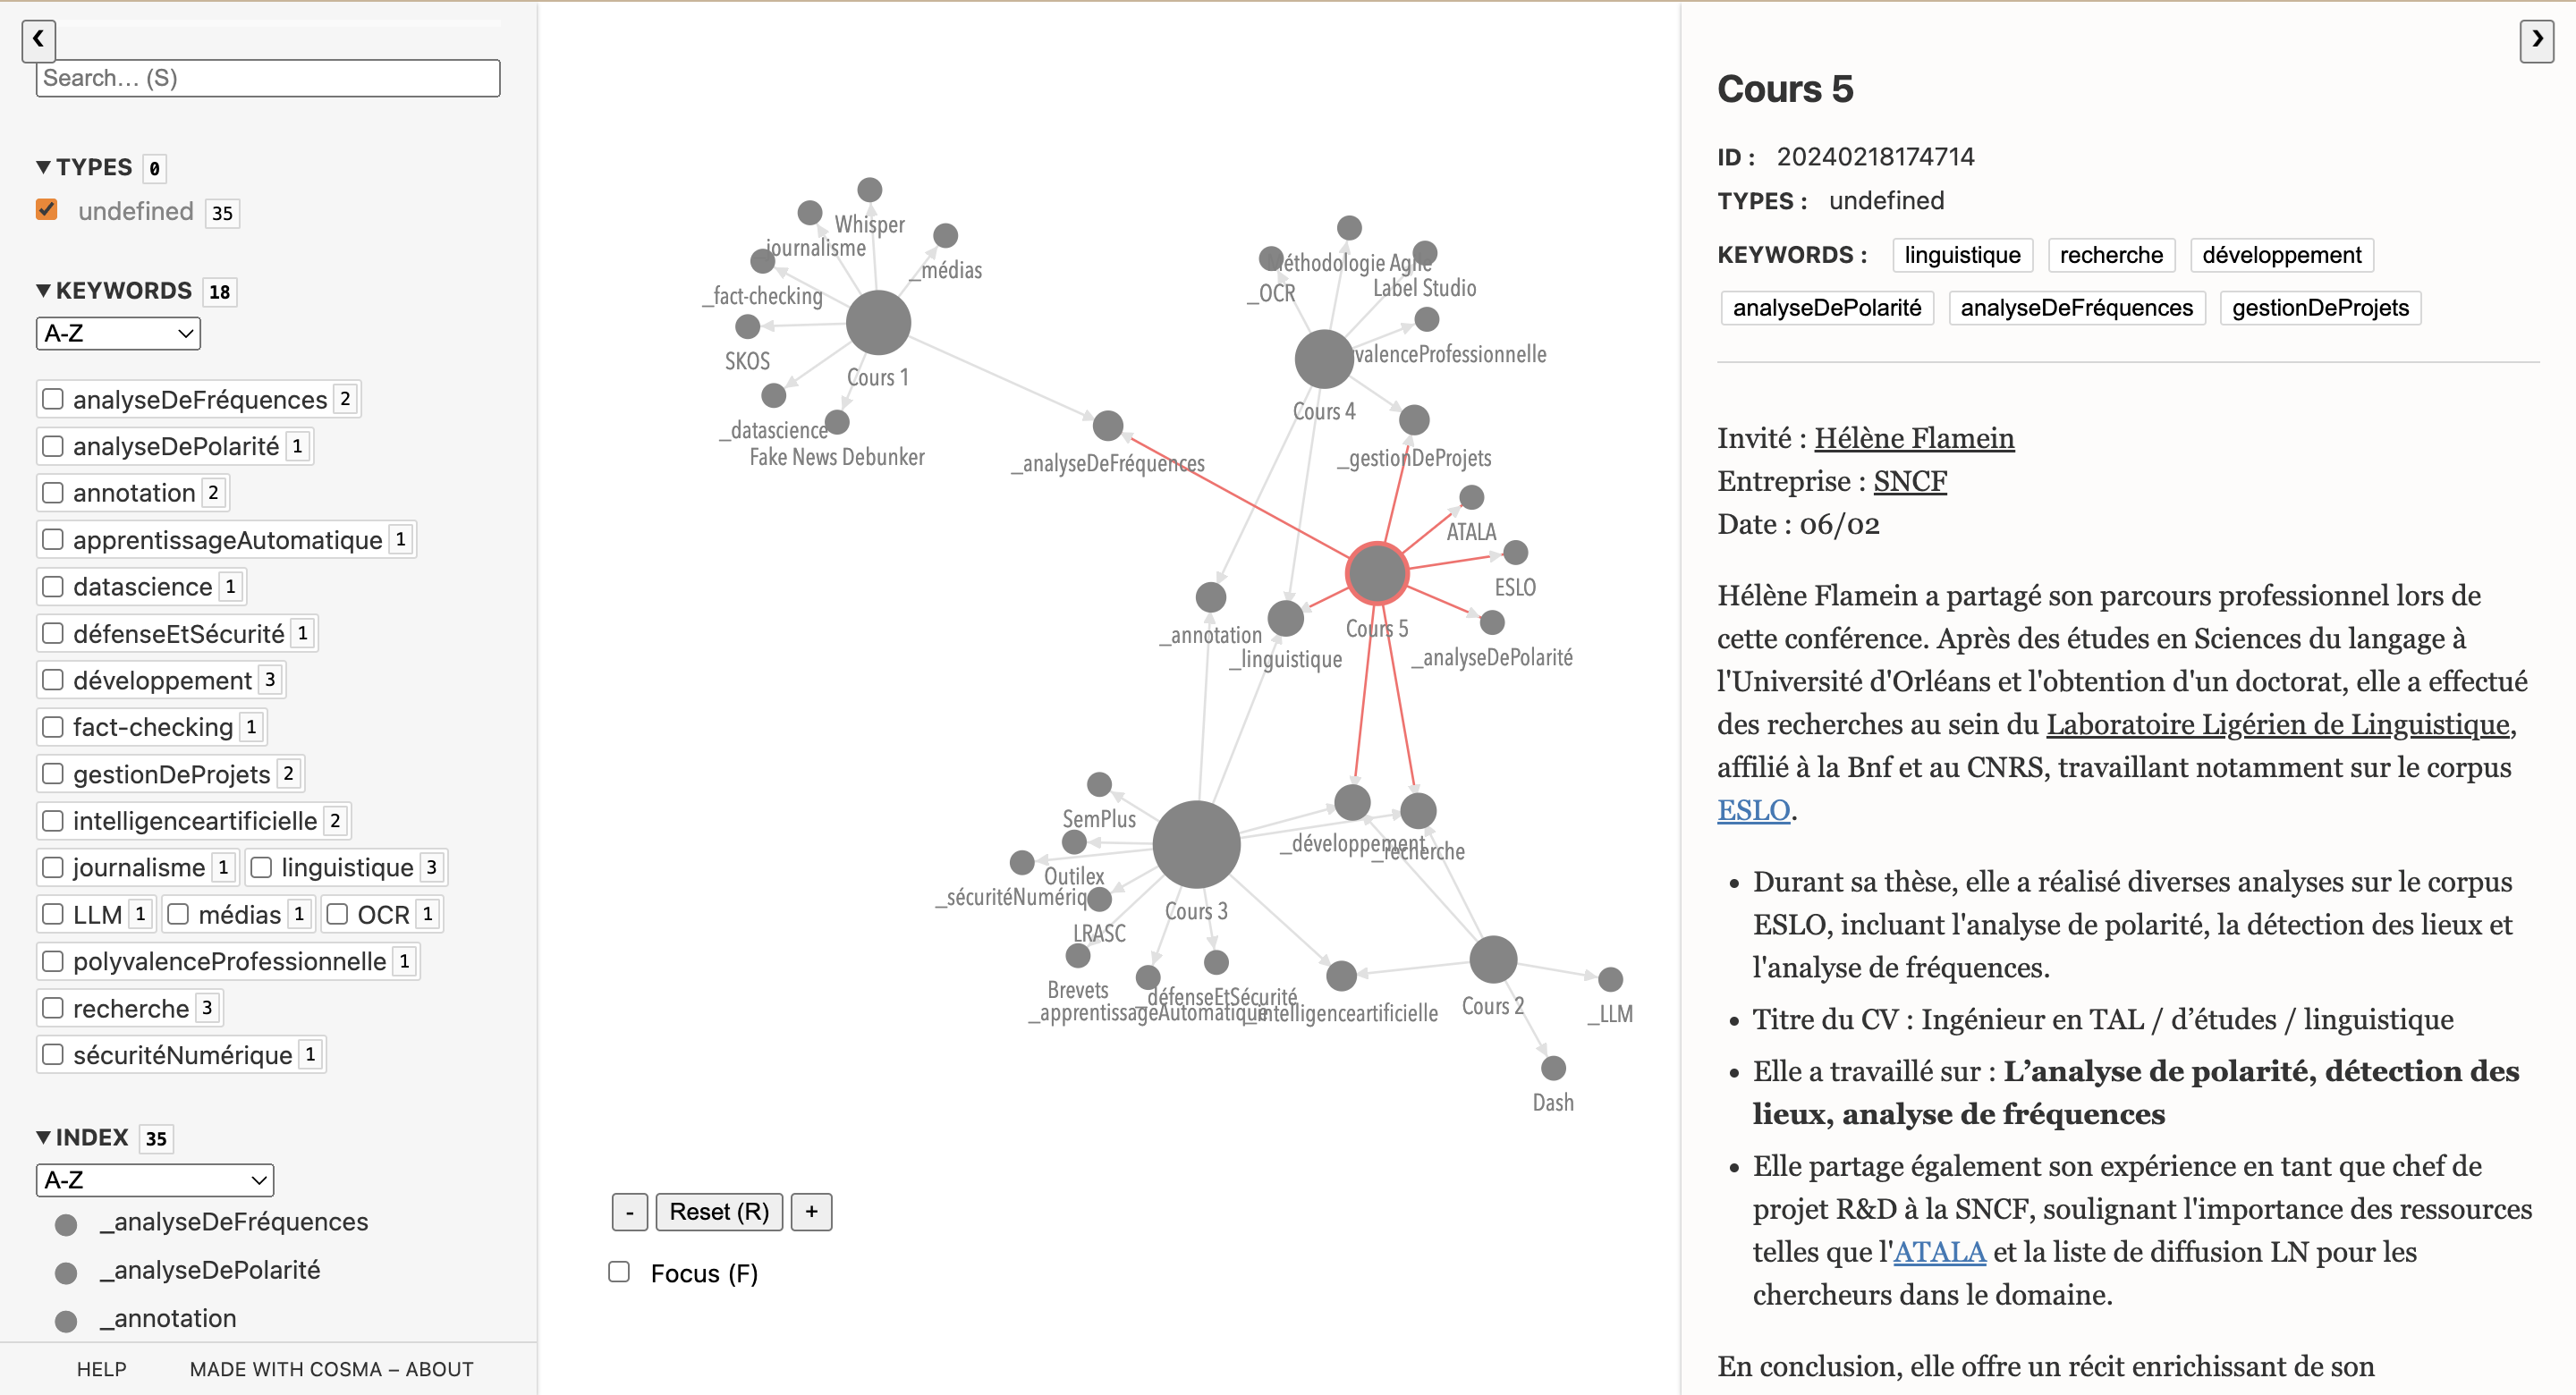 ❮
Search… (S)
▼ TYPES 0
undefined 35
▼ KEYWORDS 18
A-Z
analyseDeFréquences 2
analyseDePolarité 1
annotation 2
apprentissageAutomatique 1
datascience 1
défenseEtSécurité 1
développement 3
fact-checking 1
gestionDeProjets 2
intelligenceartificielle 2
journalisme 1 linguistique 3
LLM 1 médias 1 OCR 1
polyvalenceProfessionnelle 1
recherche 3
sécuritéNumérique 1
▼ INDEX 35
A-Z
_analyseDeFréquences
_analyseDePolarité
_annotation
HELP MADE WITH COSMA – ABOUT
Whisper
journalisme
_médias
_fact-checking
SKOS
Cours 1
_datascience
Fake News Debunker
_analyseDeFréquences
Méthodologie Agile
_OCR
Label Studio
valenceProfessionnelle
Cours 4
_gestionDeProjets
ATALA
ESLO
Cours 5
_annotation
_linguistique
_analyseDePolarité
SemPlus
Outilex
_sécuritéNumériq
LRASC
Cours 3
_développement
_recherche
Brevets
_défenseEtSécurité
_apprentissageAutomatique
_intelligenceartificielle
Cours 2
_LLM
Dash
- Reset (R) +
Focus (F)
❯
Cours 5
ID : 20240218174714
TYPES : undefined
KEYWORDS : linguistique recherche développement
analyseDePolarité analyseDeFréquences gestionDeProjets
Invité : Hélène Flamein
Entreprise : SNCF
Date : 06/02
Hélène Flamein a partagé son parcours professionnel lors de
cette conférence. Après des études en Sciences du langage à
l'Université d'Orléans et l'obtention d'un doctorat, elle a effectué
des recherches au sein du Laboratoire Ligérien de Linguistique,
affilié à la Bnf et au CNRS, travaillant notamment sur le corpus
ESLO.
• Durant sa thèse, elle a réalisé diverses analyses sur le corpus
ESLO, incluant l'analyse de polarité, la détection des lieux et
l'analyse de fréquences.
• Titre du CV : Ingénieur en TAL / d’études / linguistique
• Elle a travaillé sur : L’analyse de polarité, détection des
lieux, analyse de fréquences
• Elle partage également son expérience en tant que chef de
projet R&D à la SNCF, soulignant l'importance des ressources
telles que l'ATALA et la liste de diffusion LN pour les
chercheurs dans le domaine.
En conclusion, elle offre un récit enrichissant de son